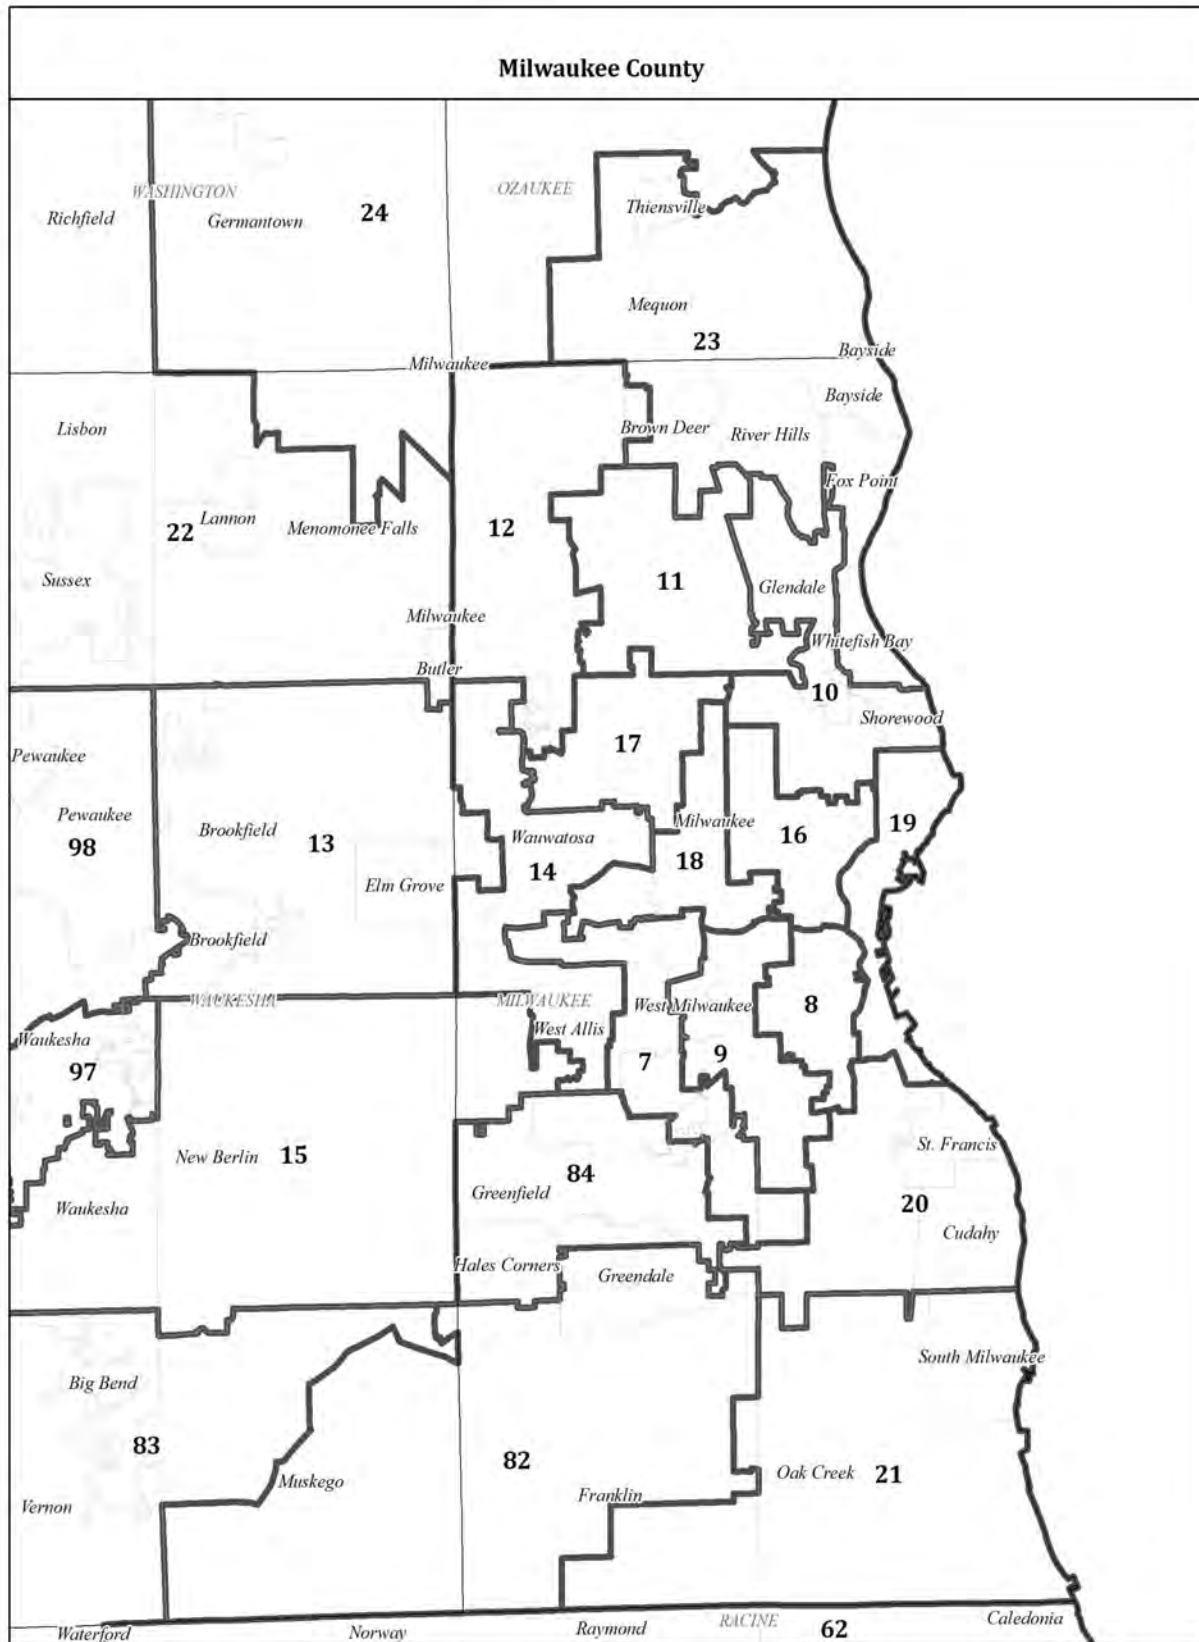 Milwaukee County
WASHINGTON
OZAUKEE
Richfield
Germantown
24
Thiensville
Mequon
23
Bayside
Milwaukee
Bayside
Lisbon
Brown Deer
River Hills
Fox Point
Lannon
22
Menomonee Falls
12
Sussex
11
Glendale
Milwaukee
Whitefish Bay
Butler
10
Shorewood
Pewaukee
17
Pewaukee
98
Brookfield
13
Wauwatosa
Milwaukee
16
19
14
18
Elm Grove
Brookfield
WAUKESHA
MILWAUKEE
West Milwaukee
8
Waukesha
West Allis
97
7
9
New Berlin
15
St. Francis
84
Greenfield
20
Waukesha
Cudahy
Hales Corners
Greendale
South Milwaukee
Big Bend
83
82
Oak Creek
21
Muskego
Franklin
Vernon
RACINE
Caledonia
Waterford
Norway
Raymond
62